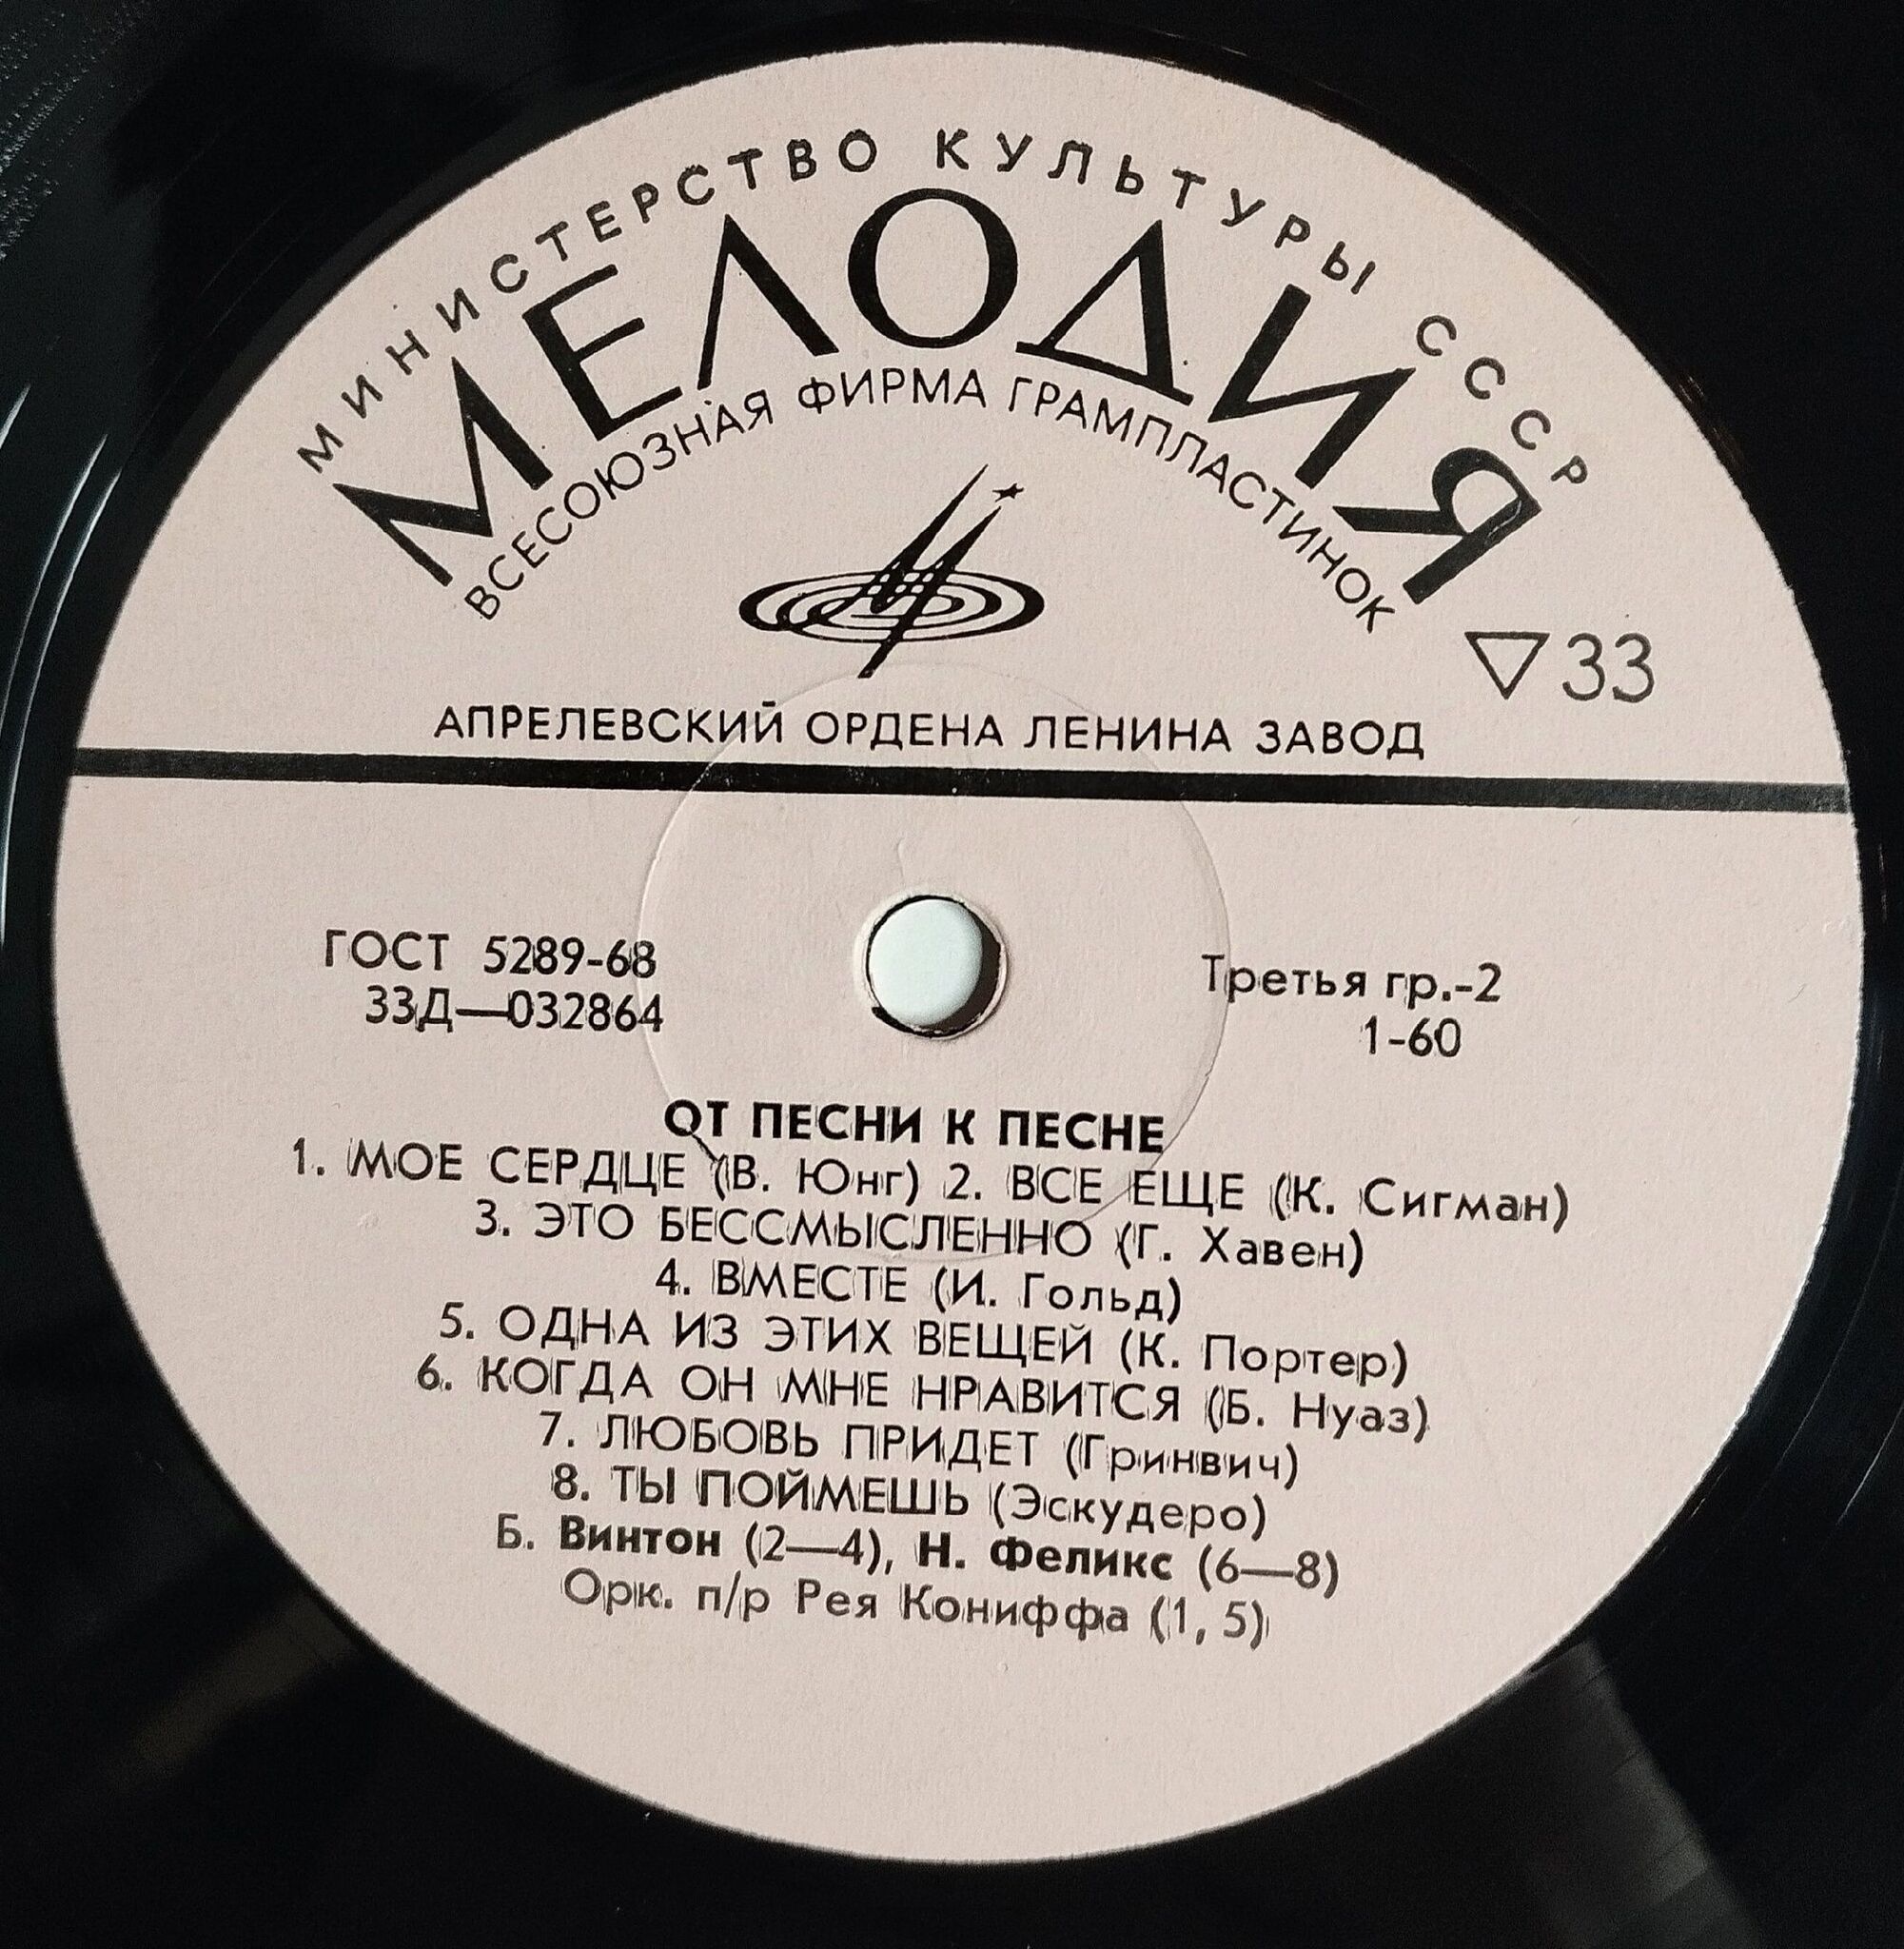 МИНИСТЕРСТВО КУЛЬТУРЫ СССР
МЕЛОДИЯ
ВСЕСОЮЗНАЯ ФИРМА ГРАМПЛАСТИНОК
▽33
АПРЕЛЕВСКИЙ ОРДЕНА ЛЕНИНА ЗАВОД
ГОСТ 5289-68
33Д—032864
Третья гр.-2
1-60
ОТ ПЕСНИ К ПЕСНЕ
1. МОЕ СЕРДЦЕ (В. Юнг) 2. ВСЕ ЕЩЕ (К. Сигман)
3. ЭТО БЕССМЫСЛЕННО (Г. Хавен)
4. ВМЕСТЕ (И. Гольд)
5. ОДНА ИЗ ЭТИХ ВЕЩЕЙ (К. Портер)
6. КОГДА ОН МНЕ НРАВИТСЯ (Б. Нуаз)
7. ЛЮБОВЬ ПРИДЕТ (Гринвич)
8. ТЫ ПОЙМЕШЬ (Эскудеро)
Б. Винтон (2—4), Н. Феликс (6—8)
Орк. п/р Рея Кониффа (1, 5)